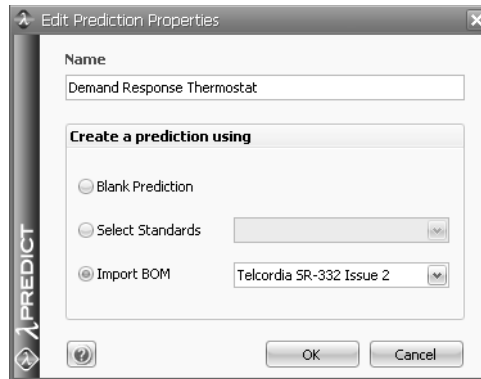 Edit Prediction Properties
Name
Demand Response Thermostat
Create a prediction using
Blank Prediction
Select Standards
Import BOM
Telcordia SR-332 Issue 2
λPREDICT
OK
Cancel